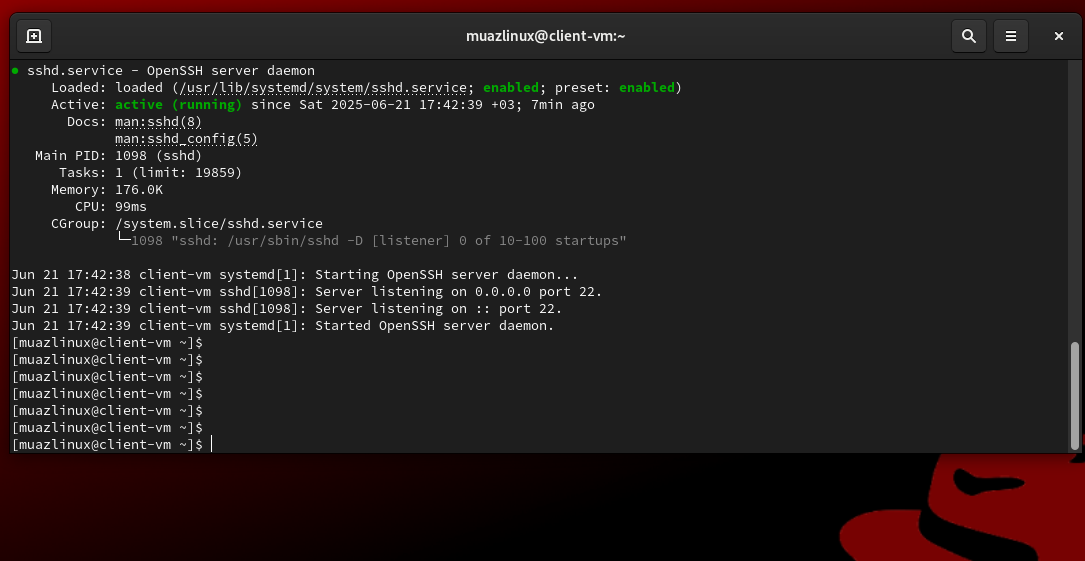 muazlinux@client-vm:~
● sshd.service - OpenSSH server daemon
     Loaded: loaded (/usr/lib/systemd/system/sshd.service; enabled; preset: enabled)
     Active: active (running) since Sat 2025-06-21 17:42:39 +03; 7min ago
       Docs: man:sshd(8)
             man:sshd_config(5)
   Main PID: 1098 (sshd)
      Tasks: 1 (limit: 19859)
     Memory: 176.0K
        CPU: 99ms
     CGroup: /system.slice/sshd.service
             └─1098 "sshd: /usr/sbin/sshd -D [listener] 0 of 10-100 startups"

Jun 21 17:42:38 client-vm systemd[1]: Starting OpenSSH server daemon...
Jun 21 17:42:39 client-vm sshd[1098]: Server listening on 0.0.0.0 port 22.
Jun 21 17:42:39 client-vm sshd[1098]: Server listening on :: port 22.
Jun 21 17:42:39 client-vm systemd[1]: Started OpenSSH server daemon.
[muazlinux@client-vm ~]$
[muazlinux@client-vm ~]$
[muazlinux@client-vm ~]$
[muazlinux@client-vm ~]$
[muazlinux@client-vm ~]$
[muazlinux@client-vm ~]$
[muazlinux@client-vm ~]$